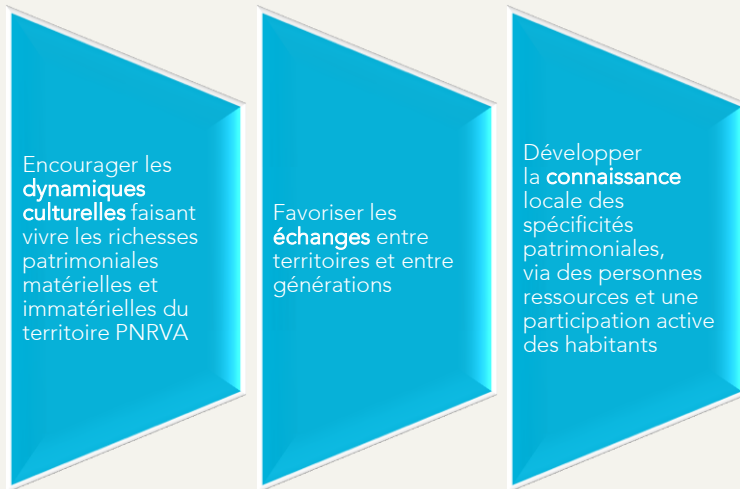 Encourager les
dynamiques
culturelles faisant
vivre les richesses
patrimoniales
matérielles et
immatérielles du
territoire PNRVA
Favoriser les
échanges entre
territoires et entre
générations
Développer
la connaissance
locale des
spécificités
patrimoniales,
via des personnes
ressources et une
participation active
des habitants